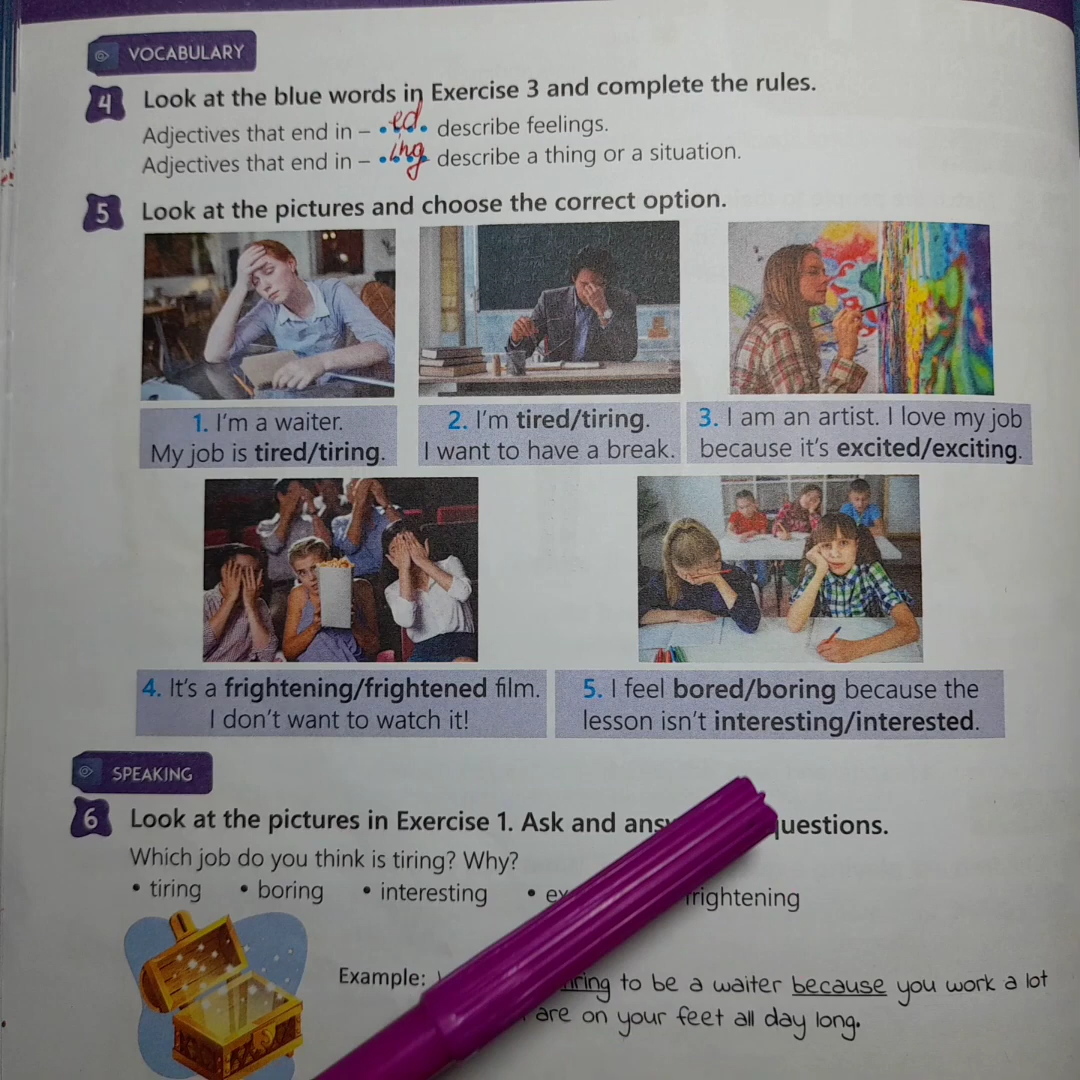 VOCABULARY
4 Look at the blue words in Exercise 3 and complete the rules.
Adjectives that end in – ed. describe feelings.
Adjectives that end in – ing describe a thing or a situation.
5 Look at the pictures and choose the correct option.
1. I'm a waiter.
My job is tired/tiring.
2. I'm tired/tiring.
I want to have a break.
3. I am an artist. I love my job
because it's excited/exciting.
4. It's a frightening/frightened film.
I don't want to watch it!
5. I feel bored/boring because the
lesson isn't interesting/interested.
SPEAKING
6 Look at the pictures in Exercise 1. Ask and questions.
Which job do you think is tiring? Why?
• tiring • boring • interesting • frightening
Example: to be a waiter because you work a lot
are on your feet all day long.